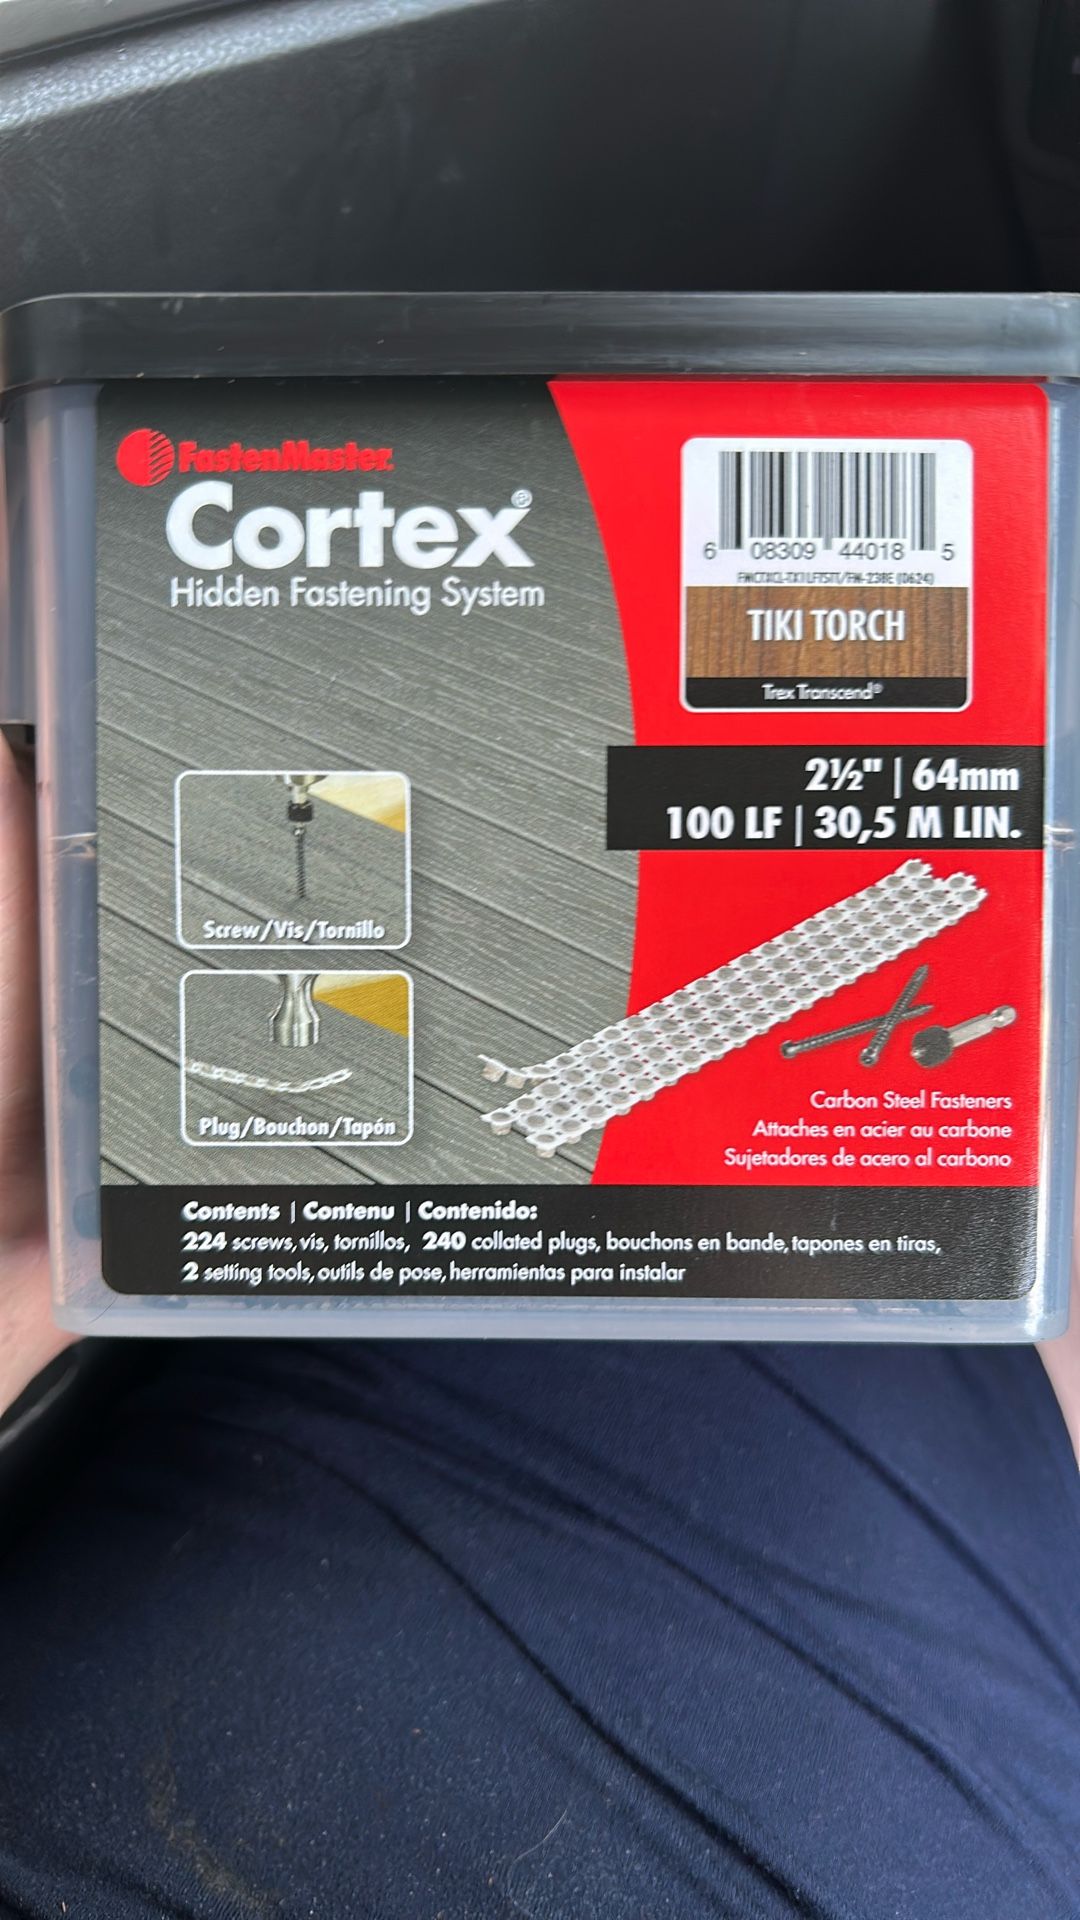 FastenMaster
Cortex®
Hidden Fastening System
6 08309 44018 5
TIKI TORCH
Trex Transcend®
2½" | 64mm
100 LF | 30,5 M LIN.
Screw/Vis/Tornillo
Plug/Bouchon/Tapón
Carbon Steel Fasteners
Attaches en acier au carbone
Sujetadores de acero al carbono
Contents | Contenu | Contenido:
224 screws, vis, tornillos, 240 collated plugs, bouchons en bande, tapones en tiras,
2 setting tools, outils de pose, herramientas para instalar